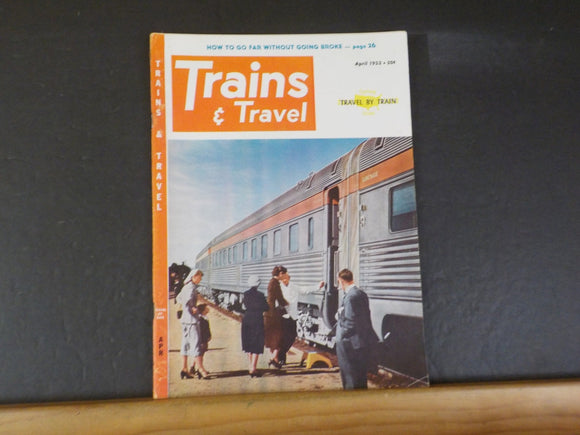 HOW TO GO FAR WITHOUT GOING BROKE — page 26
April 1953 • 50¢
Trains
& Travel
TRAVEL BY TRAIN
TRAINS & TRAVEL
APR